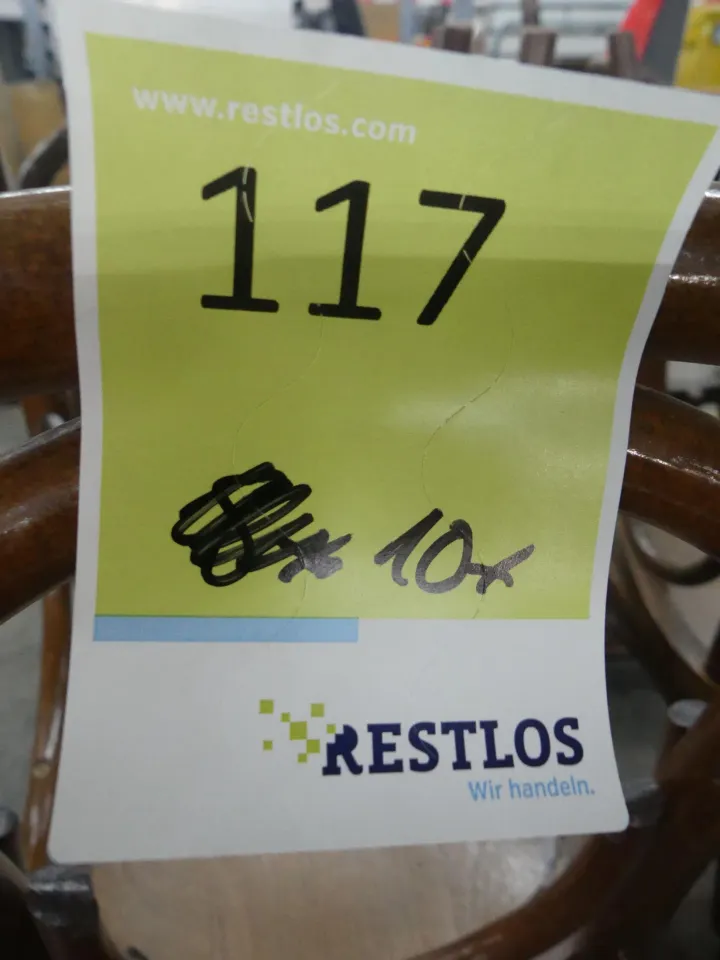 www.restlos.com
117
x 10x
RESTLOS
Wir handeln.